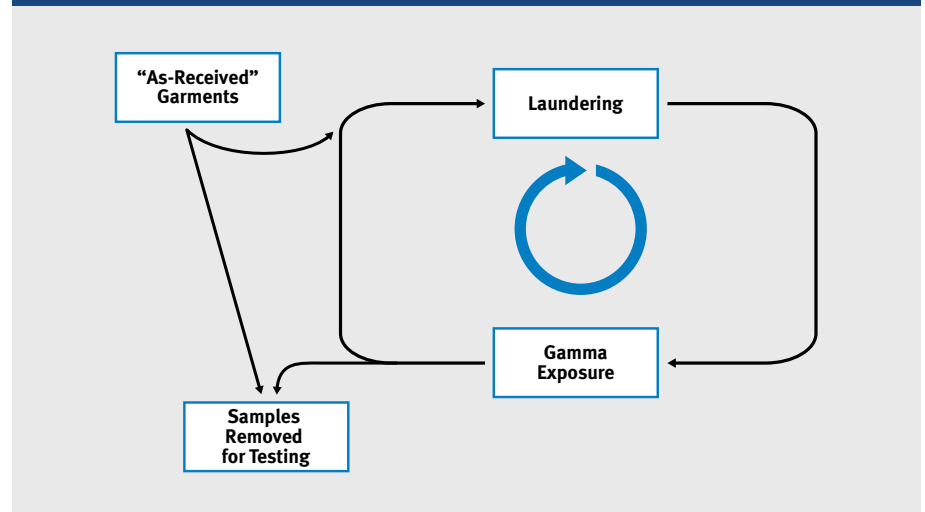 “As-Received”
Garments
Laundering
Gamma
Exposure
Samples
Removed
for Testing